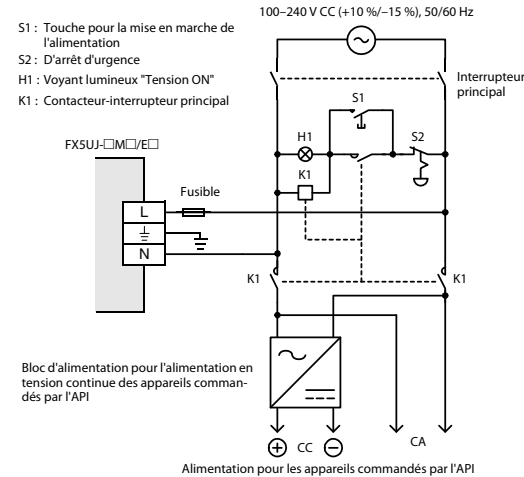 100–240 V CC (+10 %/–15 %), 50/60 Hz
S1 : Touche pour la mise en marche de
l'alimentation
S2 : D'arrêt d'urgence
H1 : Voyant lumineux "Tension ON"
K1 : Contacteur-interrupteur principal
Interrupteur
principal
S1
H1
S2
K1
FX5UJ-□M□/E□
Fusible
L
N
K1
K1
Bloc d'alimentation pour l'alimentation en
tension continue des appareils comman-
dés par l'API
CC
CA
Alimentation pour les appareils commandés par l'API